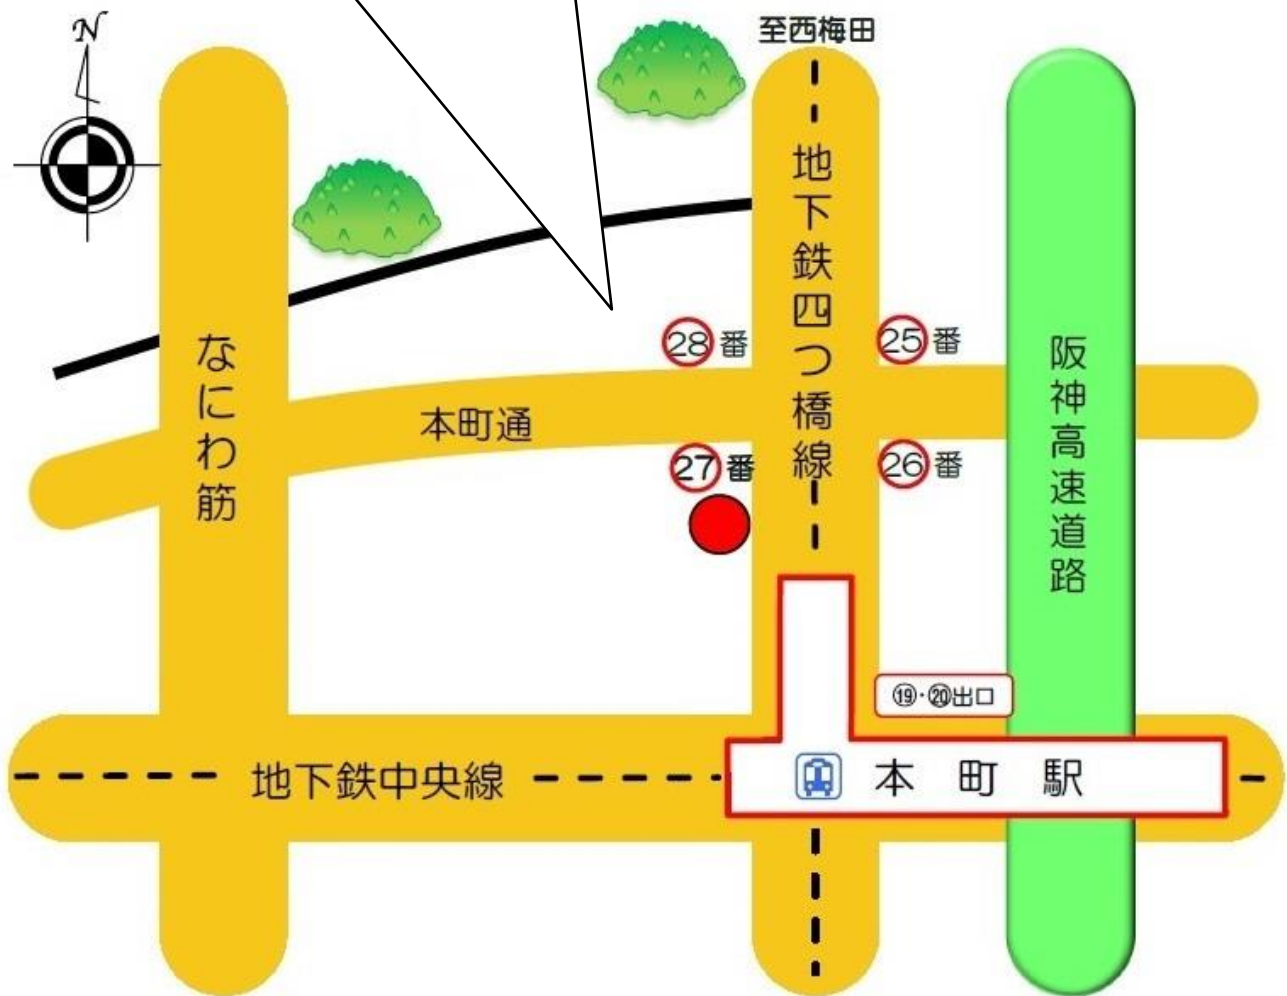 N
至西梅田
地下鉄四つ橋線
なにわ筋
阪神高速道路
28番
25番
本町通
27番
26番
⑲・⑳出口
地下鉄中央線
本町駅